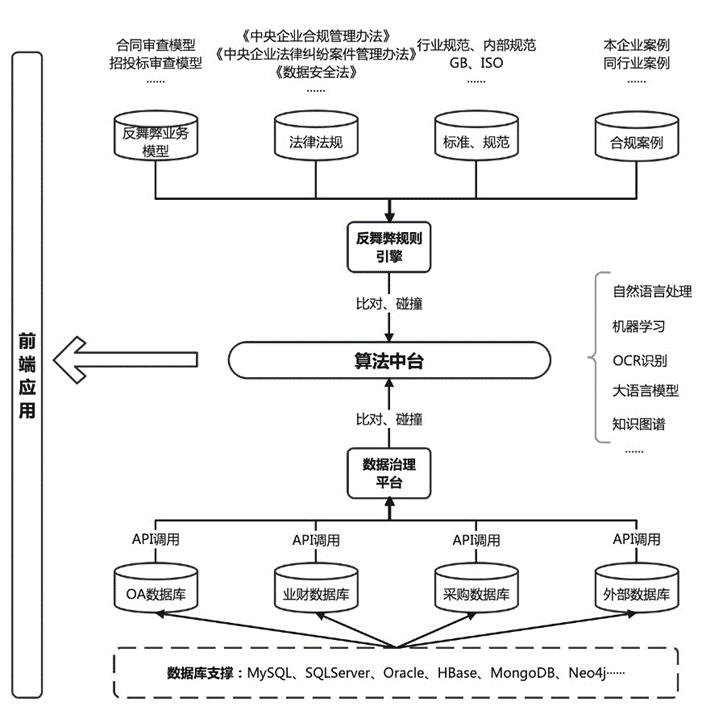 合同审查模型
招投标审查模型
……
《中央企业合规管理办法》
《中央企业法律纠纷案件管理办法》
《数据安全法》
……
行业规范、内部规范
GB、ISO
……
本企业案例
同行业案例
……
反舞弊业务
模型
法律法规
标准、规范
合规案例
反舞弊规则
引擎
比对、碰撞
算法中台
自然语言处理
机器学习
OCR识别
大语言模型
知识图谱
……
前端应用
比对、碰撞
数据治理
平台
API调用
API调用
API调用
API调用
OA数据库
业财数据库
采购数据库
外部数据库
数据库支撑：MySQL、SQLServer、Oracle、HBase、MongoDB、Neo4j……